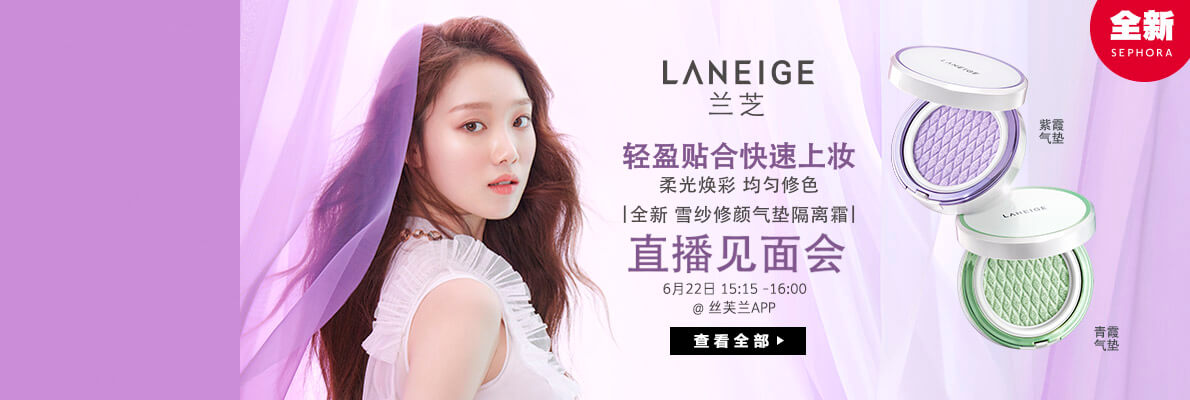 全新
SEPHORA
LANEIGE
兰芝
轻盈贴合快速上妆
柔光焕彩 均匀修色
|全新 雪纱修颜气垫隔离霜|
直播见面会
6月22日 15:15 -16:00
@ 丝芙兰APP
查看全部
紫霞
气垫
LANEIGE
青霞
气垫